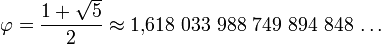 φ = (1 + √5) / 2 ≈ 1,618 033 988 749 894 848 …